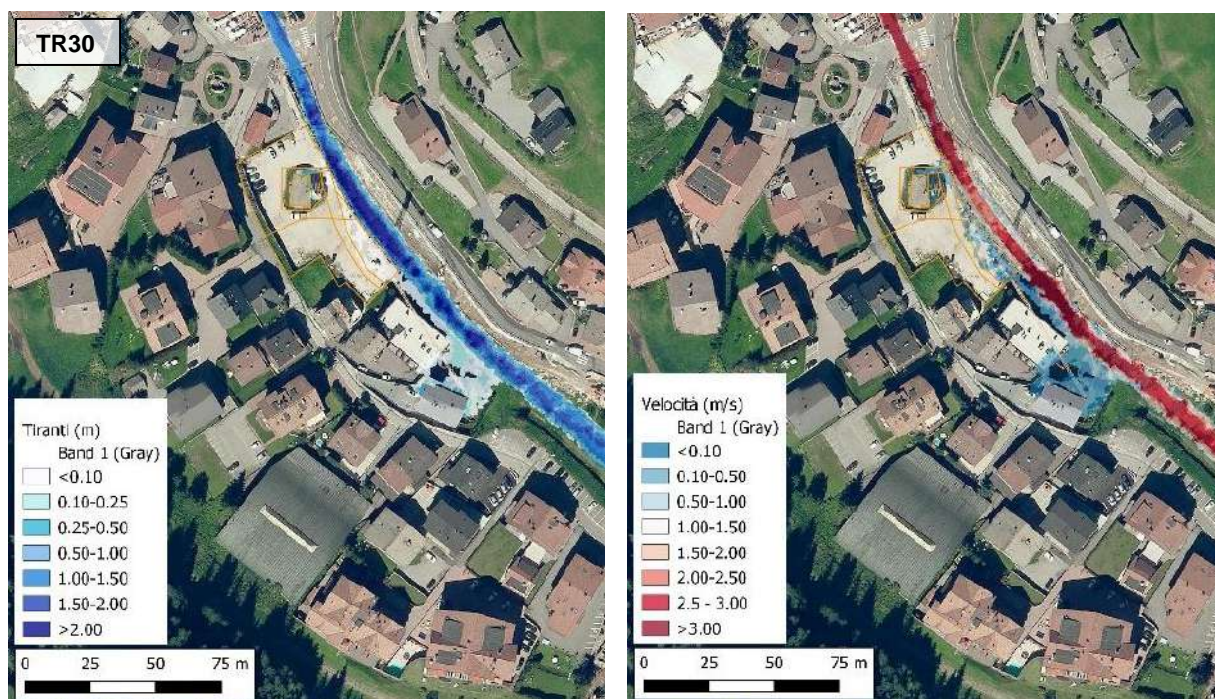 TR30
Tiranti (m)
Band 1 (Gray)
<0.10
0.10-0.25
0.25-0.50
0.50-1.00
1.00-1.50
1.50-2.00
>2.00
0 25 50 75 m
Velocità (m/s)
Band 1 (Gray)
<0.10
0.10-0.50
0.50-1.00
1.00-1.50
1.50-2.00
2.00-2.50
2.5 - 3.00
>3.00
0 25 50 75 m